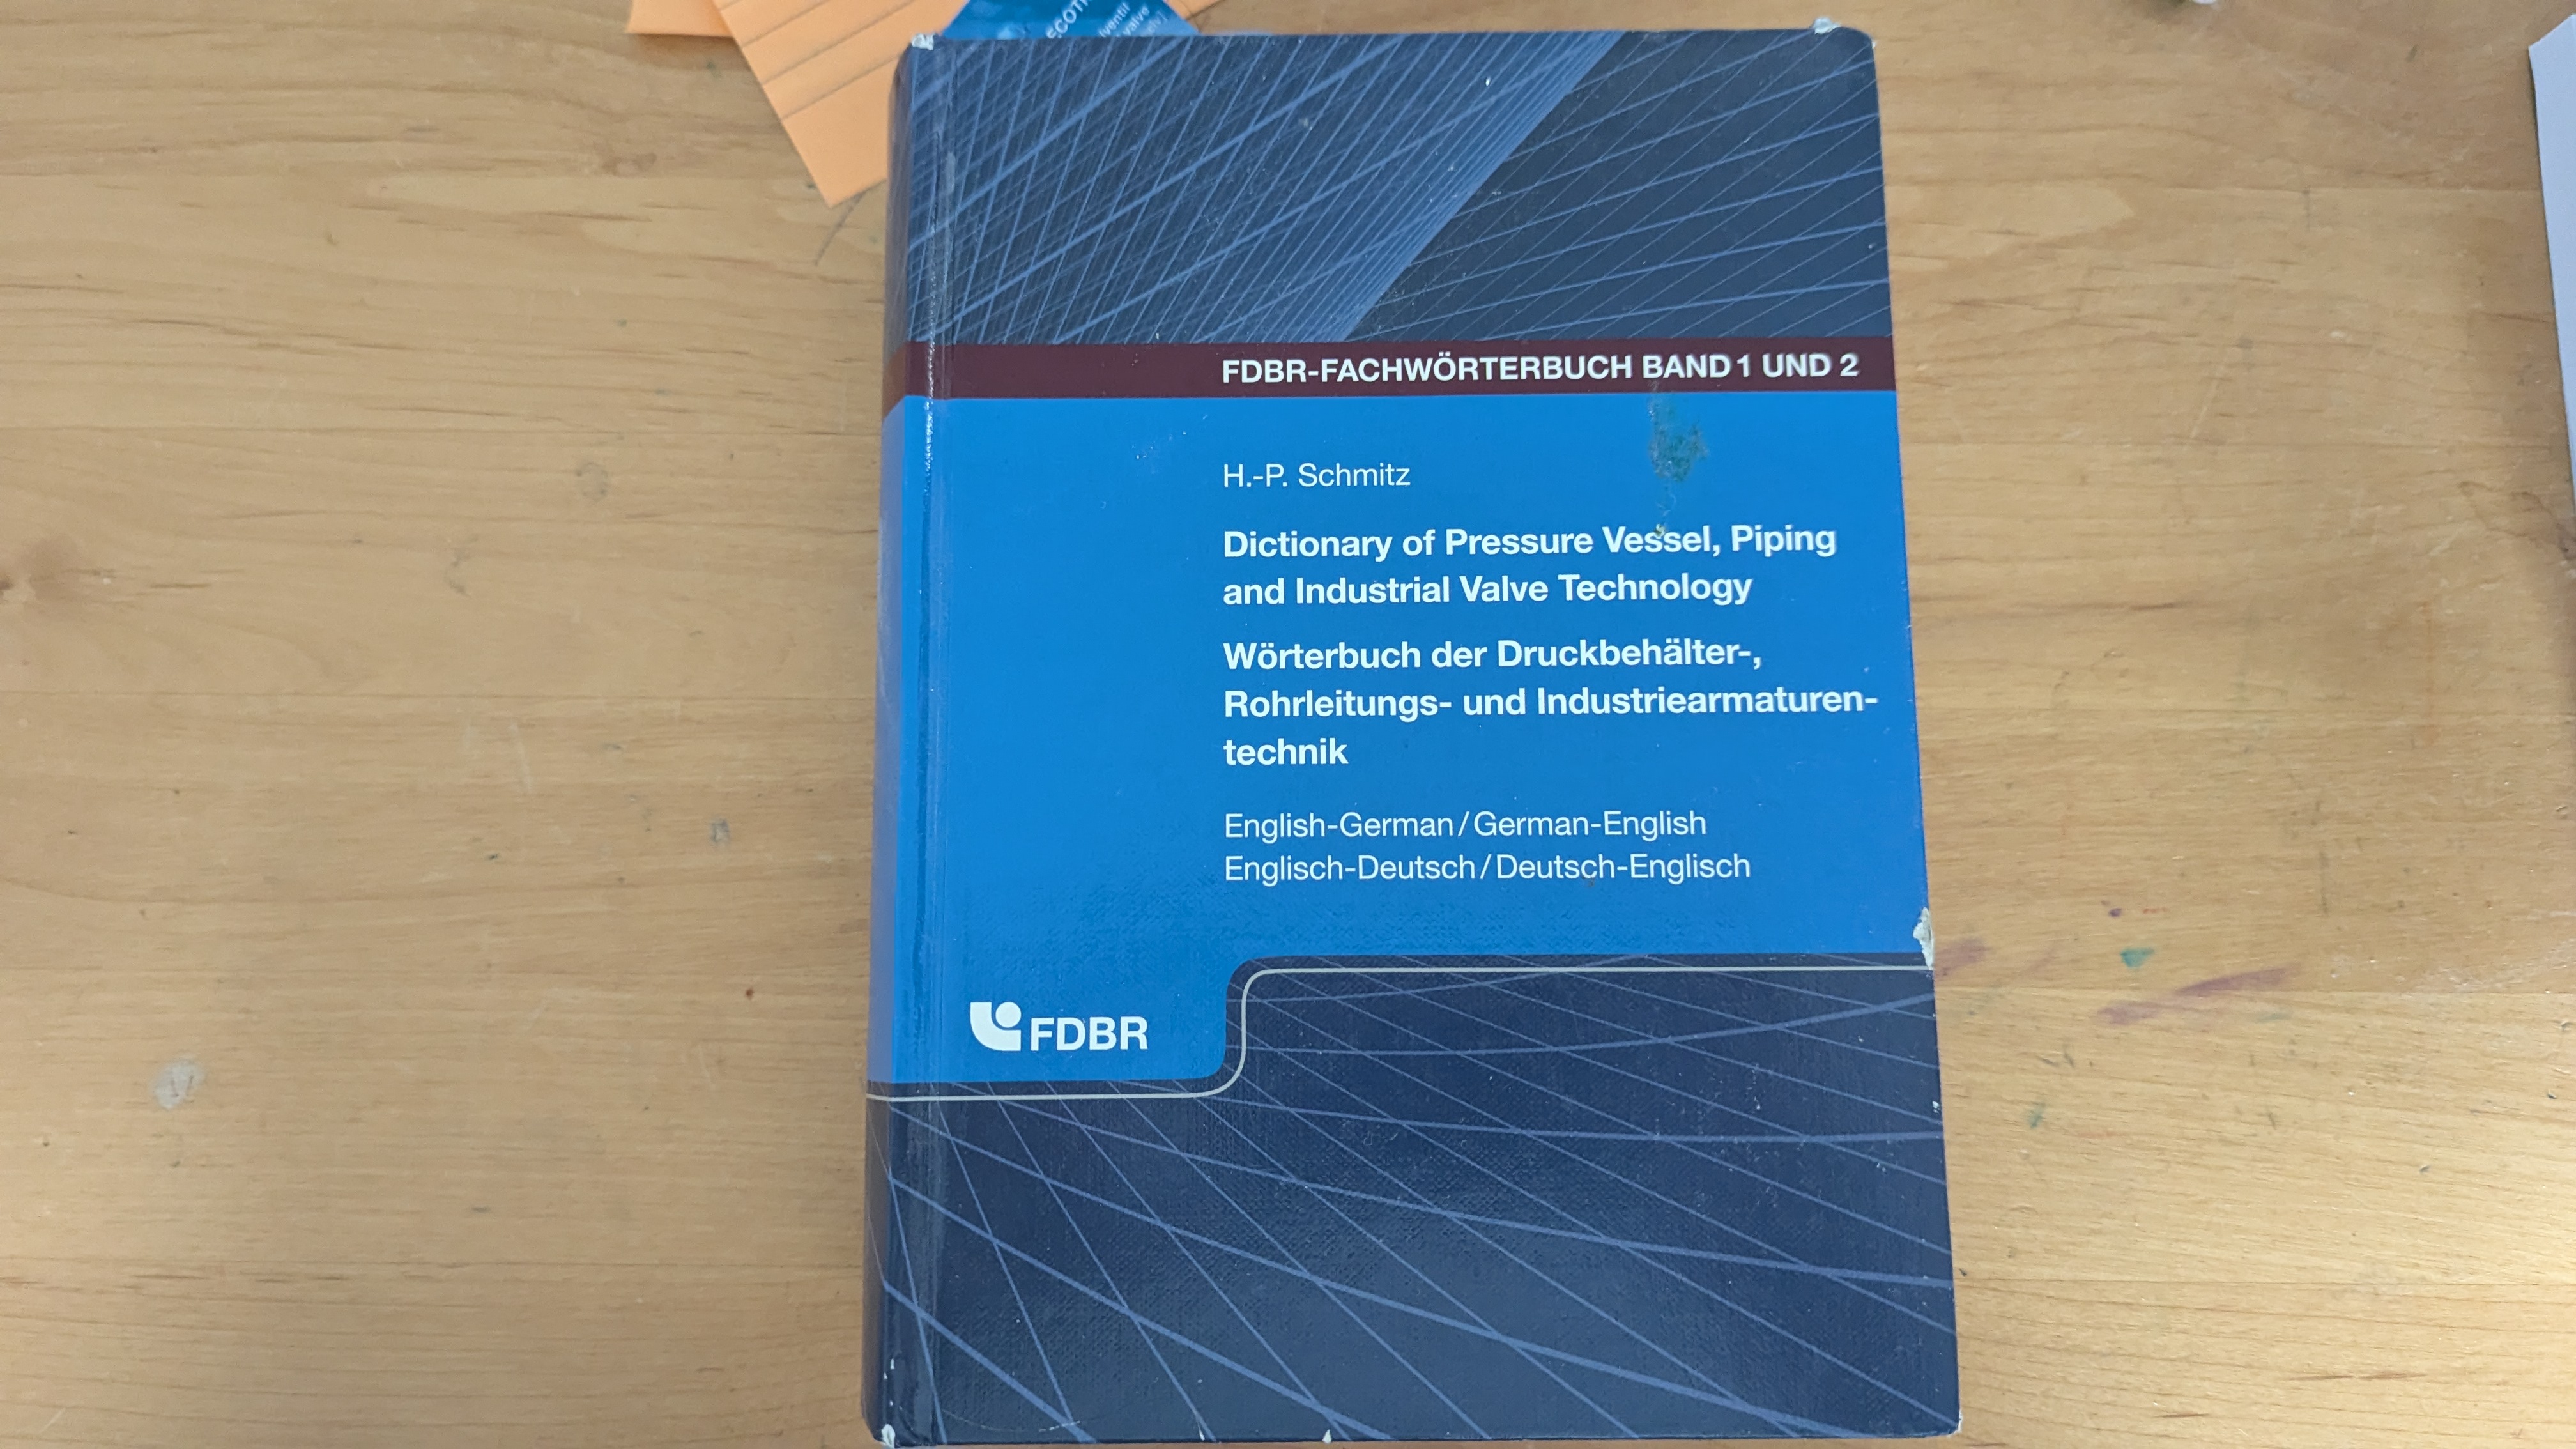 FDBR-FACHWÖRTERBUCH BAND 1 UND 2
H.-P. Schmitz
Dictionary of Pressure Vessel, Piping
and Industrial Valve Technology
Wörterbuch der Druckbehälter-,
Rohrleitungs- und Industriearmaturen-
technik
English-German / German-English
Englisch-Deutsch / Deutsch-Englisch
FDBR